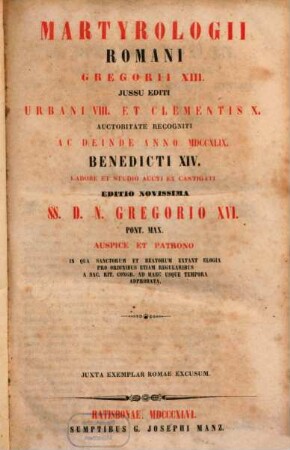 MARTYROLOGII
ROMANI
GREGORII XIII.
JUSSU EDITI
URBANI VIII. ET CLEMENTIS X.
AUCTORITATE RECOGNITI
AC DEINDE ANNO MDCCXLIX.
BENEDICTI XIV.
LABORE ET STUDIO AUCTI ET CASTIGATI
EDITIO NOVISSIMA
SS. D. N. GREGORIO XVI.
PONT. MAX.
AUSPICE ET PATRONO
IN QUA SANCTORUM ET BEATORUM EXTANT ELOGIA
PRO ORDINIBUS ETIAM REGULARIBUS
A SAC. RIT. CONGR. AD HAEC USQUE TEMPORA
ADPROBATA.
JUXTA EXEMPLAR ROMAE EXCUSUM.
RATISBONAE, MDCCXLVI.
SUMPTIBUS G. JOSEPHI MANZ.